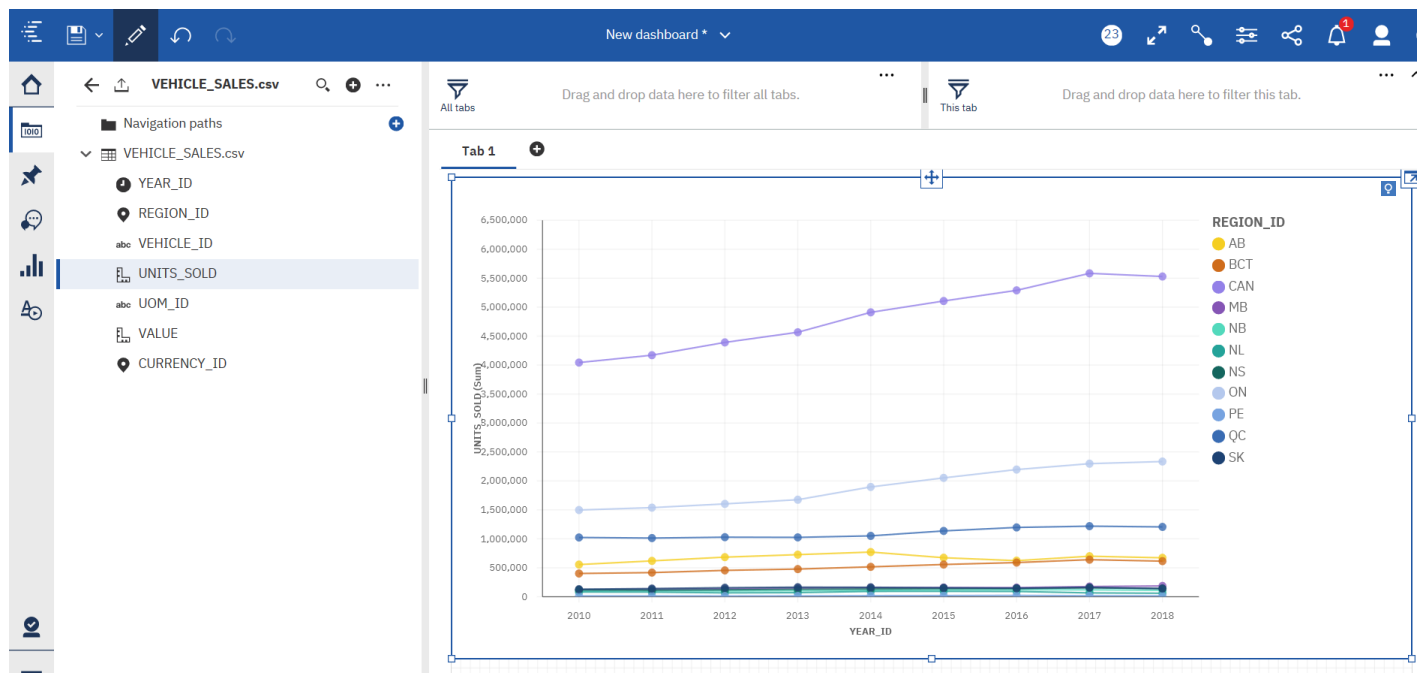 New dashboard *
23
1
VEHICLE_SALES.csv
Navigation paths
VEHICLE_SALES.csv
YEAR_ID
REGION_ID
abc VEHICLE_ID
UNITS_SOLD
abc UOM_ID
VALUE
CURRENCY_ID
All tabs
Drag and drop data here to filter all tabs.
This tab
Drag and drop data here to filter this tab.
Tab 1
6,500,000
6,000,000
5,500,000
5,000,000
4,500,000
4,000,000
3,500,000
3,000,000
2,500,000
2,000,000
1,500,000
1,000,000
500,000
0
UNITS_SOLD (Sum)
2010 2011 2012 2013 2014 2015 2016 2017 2018
YEAR_ID
REGION_ID
AB
BCT
CAN
MB
NB
NL
NS
ON
PE
QC
SK